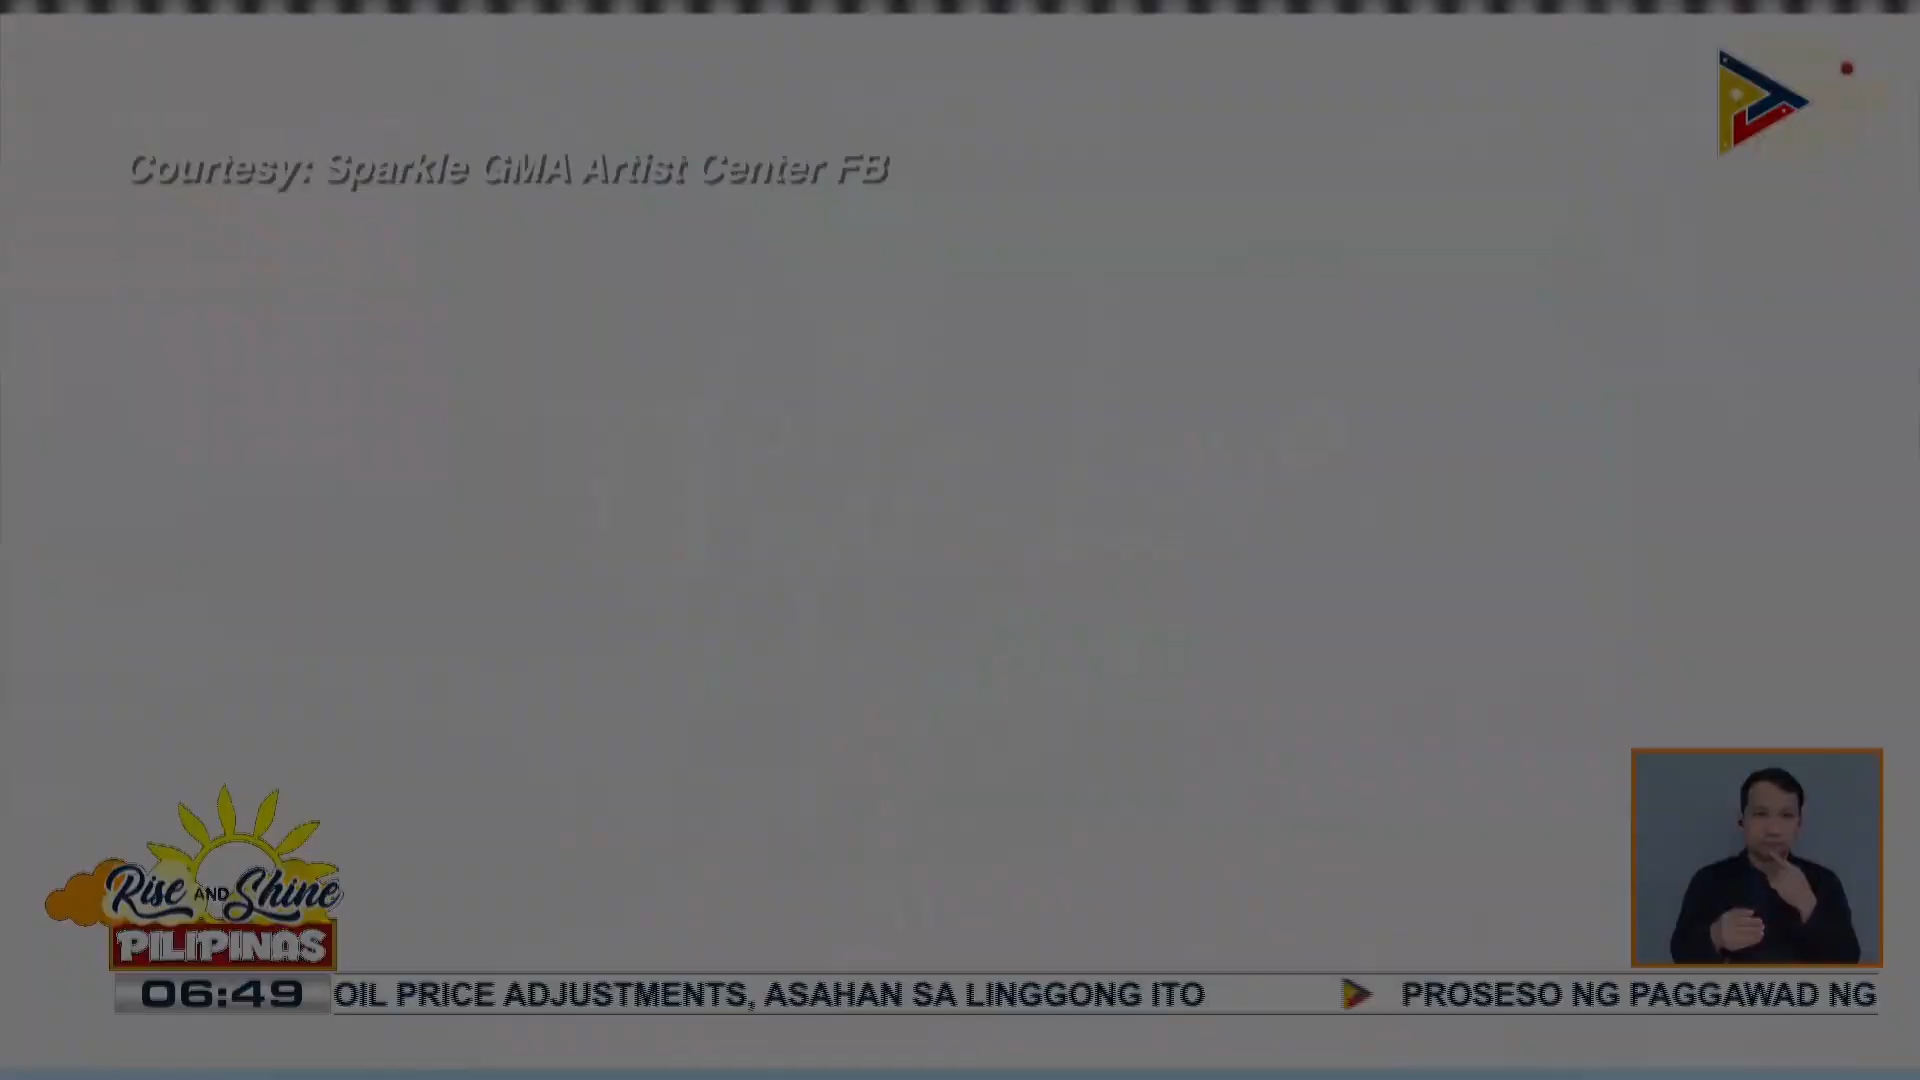 Courtesy: Sparkle GMA Artist Center FB
Rise AND Shine
PILIPINAS
06:49 OIL PRICE ADJUSTMENTS, ASAHAN SA LINGGONG ITO PROSESO NG PAGGAWAD NG